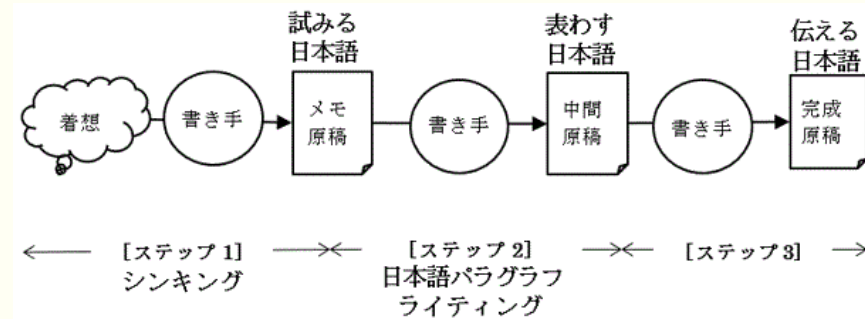 試みる
日本語
表わす
日本語
伝える
日本語
着想
書き手
メモ
原稿
書き手
中間
原稿
書き手
完成
原稿
[ステップ1]
シンキング
[ステップ2]
日本語パラグラフ
ライティング
[ステップ3]